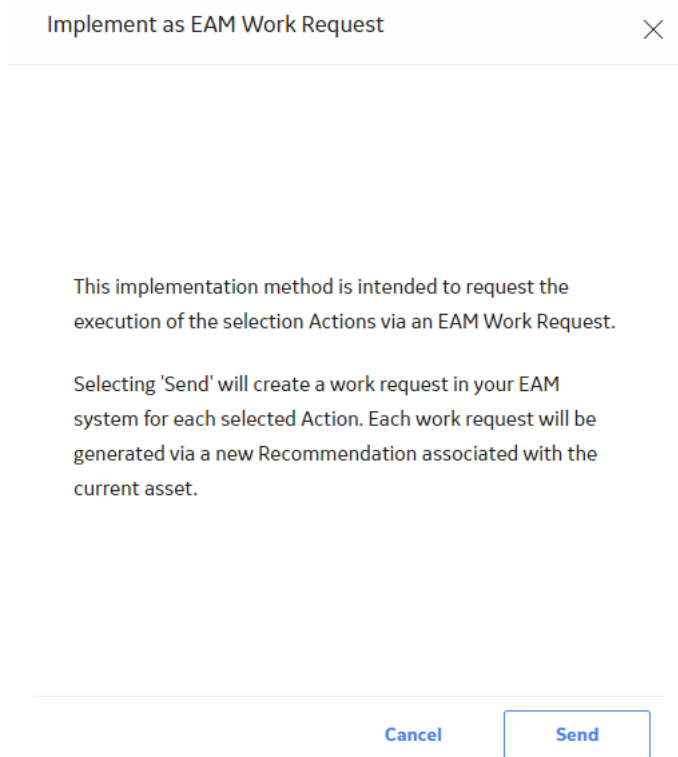 Implement as EAM Work Request
This implementation method is intended to request the
execution of the selection Actions via an EAM Work Request.
Selecting 'Send' will create a work request in your EAM
system for each selected Action. Each work request will be
generated via a new Recommendation associated with the
current asset.
Cancel
Send